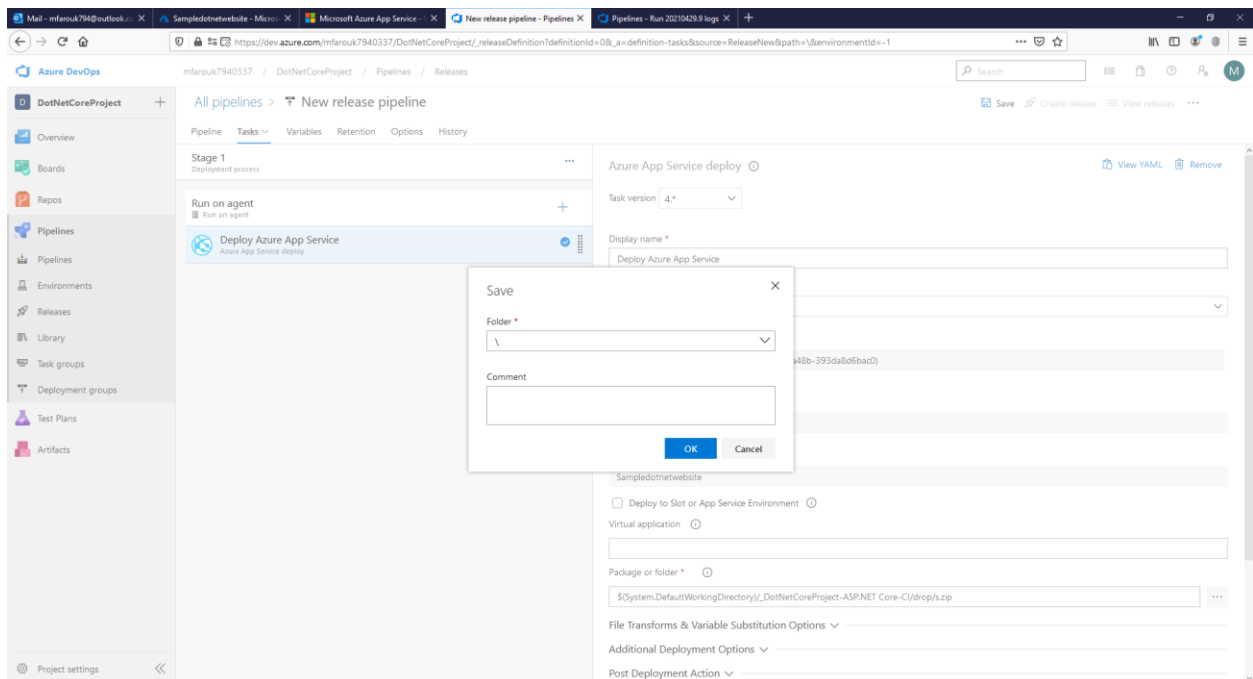 Mail - mfarouk794@outlook.c
Sampledotnetwebsite - Micros
Microsoft Azure App Service -
New release pipeline - Pipelines
Pipelines - Run 20210429.9 logs
https://dev.azure.com/mfarouk7940337/DotNetCoreProject/_releaseDefinition?definitionId=0&_a=definition-tasks&source=ReleaseNew&path=\&environmentId=-1
Azure DevOps
mfarouk7940337 / DotNetCoreProject / Pipelines / Releases
Search
M
D DotNetCoreProject
Overview
Boards
Repos
Pipelines
Pipelines
Environments
Releases
Library
Task groups
Deployment groups
Test Plans
Artifacts
Project settings
All pipelines > New release pipeline
Save Create release View releases ...
Pipeline Tasks Variables Retention Options History
Stage 1
Deployment process
Run on agent
Run on agent
Deploy Azure App Service
Azure App Service deploy
Azure App Service deploy
View YAML Remove
Task version 4.*
Display name *
Deploy Azure App Service
a48b-393da8d6bac0)
Save
Folder *
\
Comment
OK Cancel
Sampledotnetwebsite
Deploy to Slot or App Service Environment
Virtual application
Package or folder *
$(System.DefaultWorkingDirectory)/_DotNetCoreProject-ASP.NET Core-CI/drop/s.zip
File Transforms & Variable Substitution Options
Additional Deployment Options
Post Deployment Action